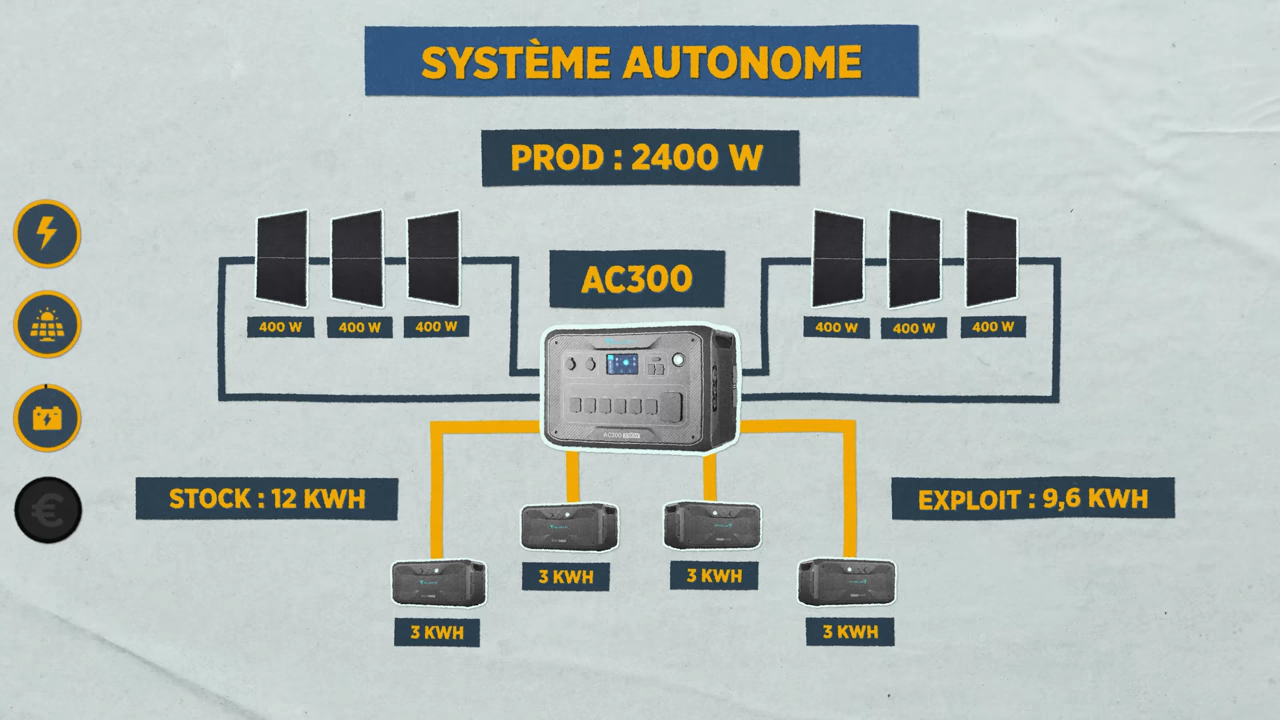 SYSTÈME AUTONOME
PROD : 2400 W
AC300
400 W 400 W 400 W
400 W 400 W 400 W
AC300
STOCK : 12 KWH
EXPLOIT : 9,6 KWH
3 KWH
3 KWH
3 KWH
3 KWH